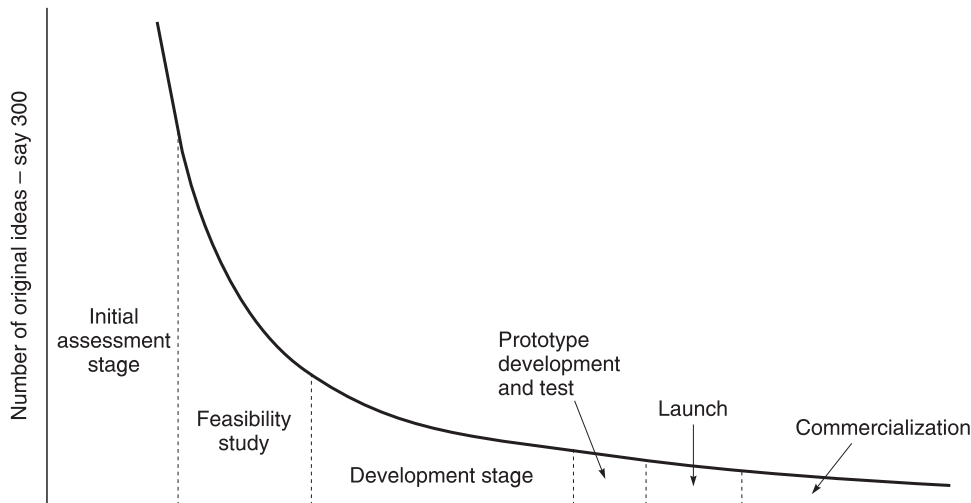 Number of original ideas – say 300
Initial
assessment
stage
Feasibility
study
Development stage
Prototype
development
and test
Launch
Commercialization